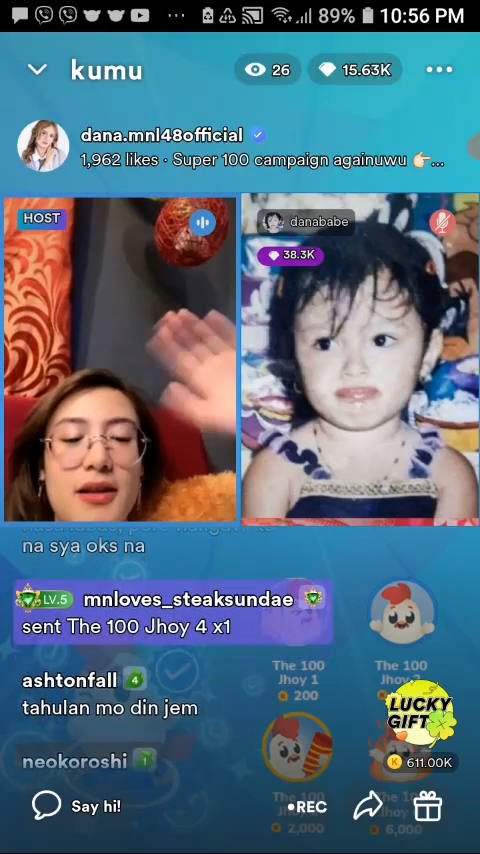 89% 10:56 PM
kumu
26
15.63K
dana.mnl48official
1,962 likes · Super 100 campaign againuwu 👉🏻...
HOST
danababe
38.3K
na sya oks na
LV.5 mnloves_steaksundae
sent The 100 Jhoy 4 x1
ashtonfall 4
tahulan mo din jem
neokoroshi 1
The 100
Jhoy 1
200
The 100
LUCKY
GIFT
K 611.00K
2,000
6,000
Say hi!
•REC